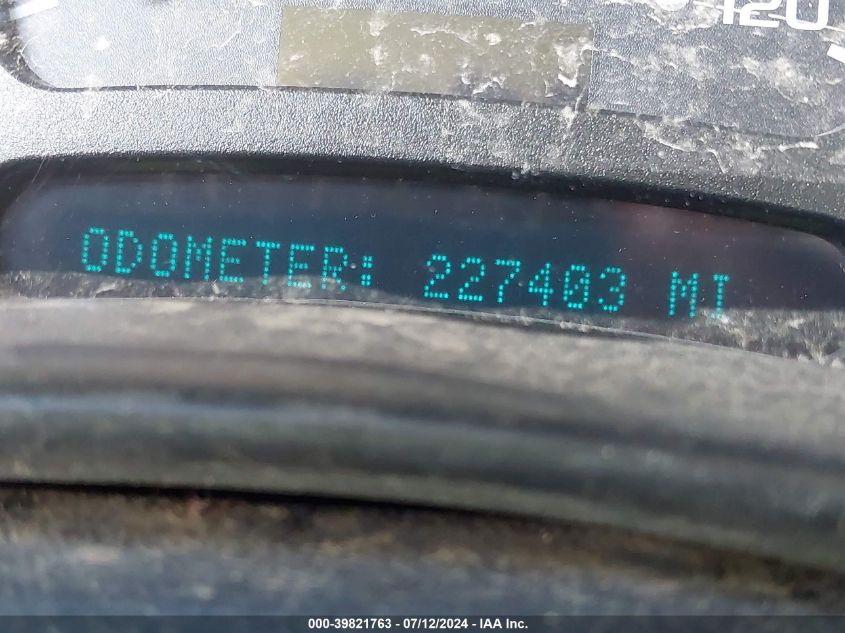 120
ODOMETER: 227403 MI
000-39821763 - 07/12/2024 - IAA Inc.